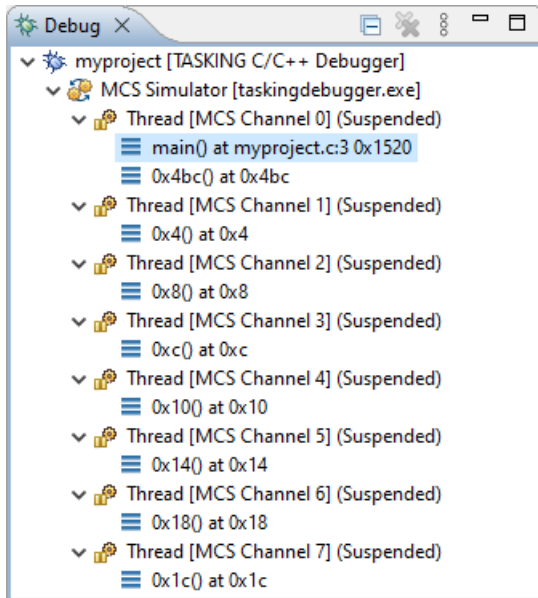 Debug
myproject [TASKING C/C++ Debugger]
MCS Simulator [taskingdebugger.exe]
Thread [MCS Channel 0] (Suspended)
main() at myproject.c:3 0x1520
0x4bc() at 0x4bc
Thread [MCS Channel 1] (Suspended)
0x4() at 0x4
Thread [MCS Channel 2] (Suspended)
0x8() at 0x8
Thread [MCS Channel 3] (Suspended)
0xc() at 0xc
Thread [MCS Channel 4] (Suspended)
0x10() at 0x10
Thread [MCS Channel 5] (Suspended)
0x14() at 0x14
Thread [MCS Channel 6] (Suspended)
0x18() at 0x18
Thread [MCS Channel 7] (Suspended)
0x1c() at 0x1c